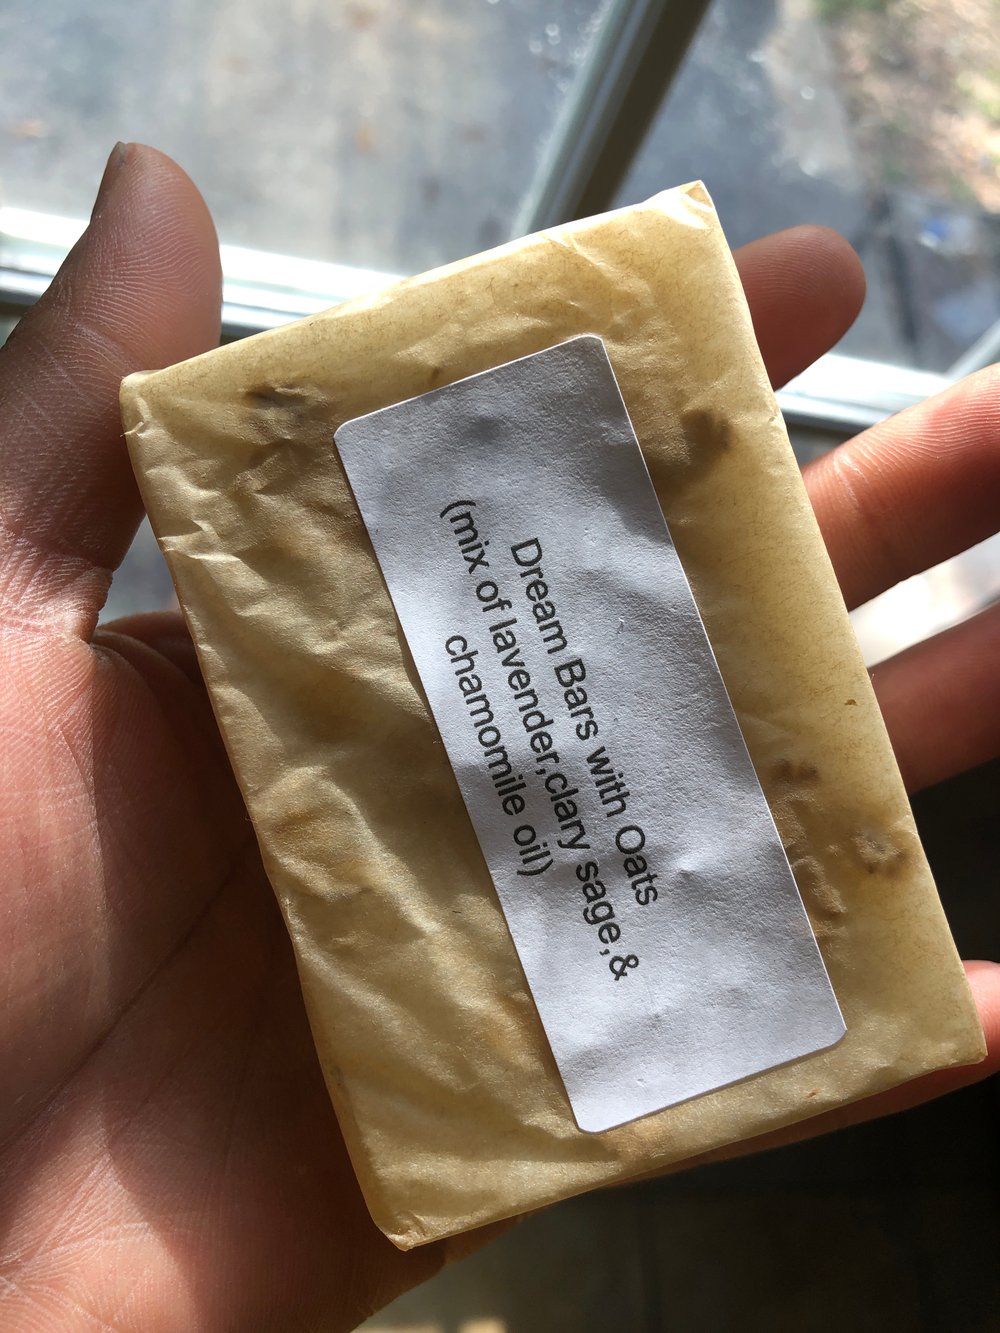 Dream Bars with Oats
(mix of lavender,clary sage,&
chamomile oil)